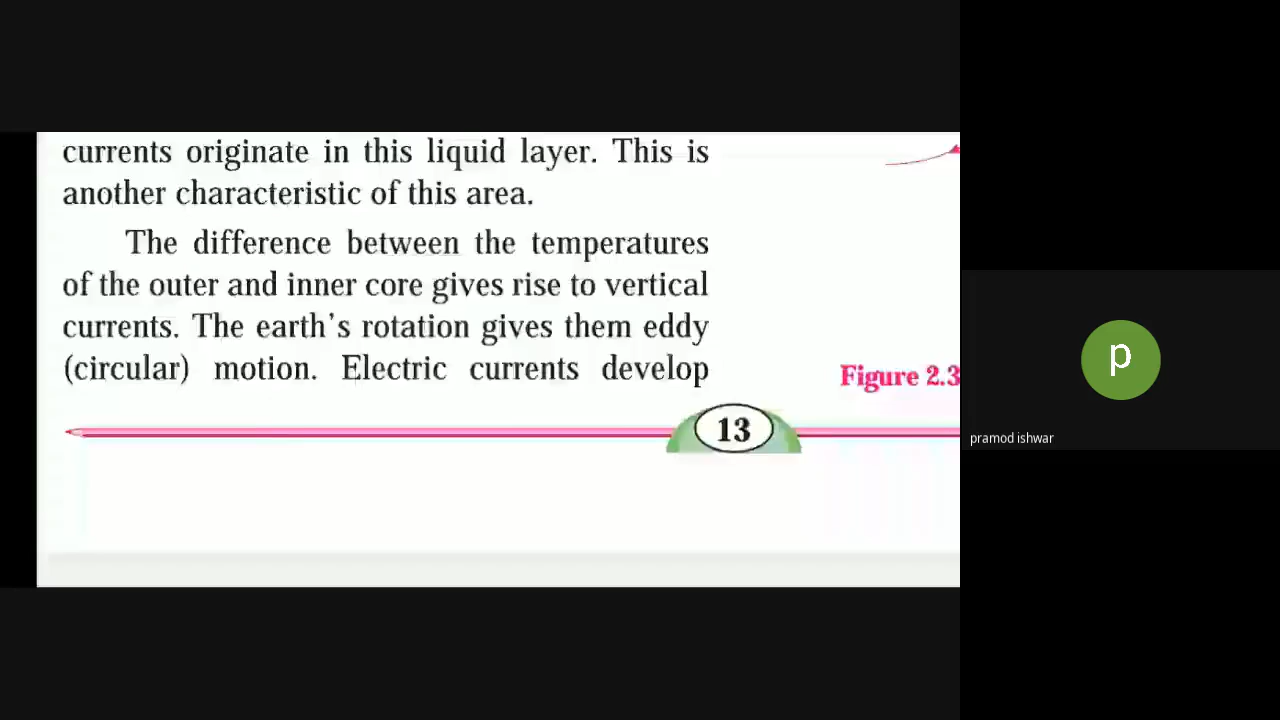 currents originate in this liquid layer. This is
another characteristic of this area.
The difference between the temperatures
of the outer and inner core gives rise to vertical
currents. The earth's rotation gives them eddy
(circular) motion. Electric currents develop
Figure 2.3
13
p
pramod ishwar